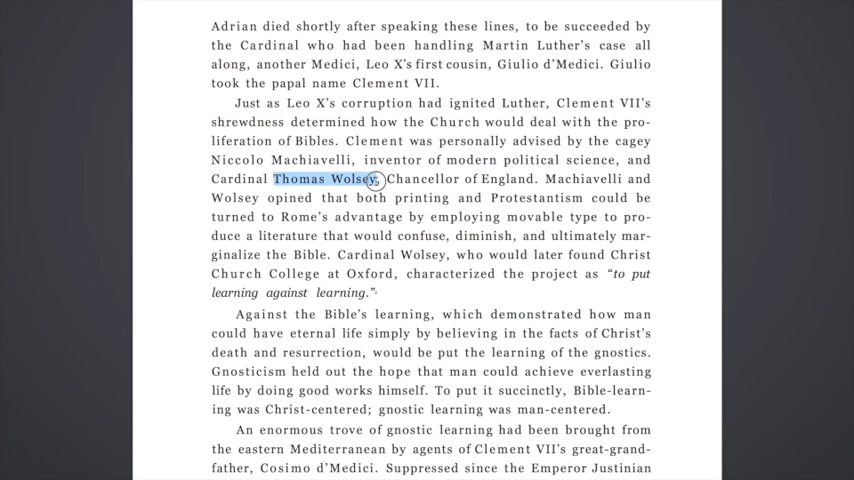 Adrian died shortly after speaking these lines, to be succeeded by
the Cardinal who had been handling Martin Luther's case all
along, another Medici, Leo X's first cousin, Giulio d'Medici. Giulio
took the papal name Clement VII.
Just as Leo X's corruption had ignited Luther, Clement VII's
shrewdness determined how the Church would deal with the pro-
liferation of Bibles. Clement was personally advised by the cagey
Niccolo Machiavelli, inventor of modern political science, and
Cardinal Thomas Wolsey, Chancellor of England. Machiavelli and
Wolsey opined that both printing and Protestantism could be
turned to Rome's advantage by employing movable type to pro-
duce a literature that would confuse, diminish, and ultimately mar-
ginalize the Bible. Cardinal Wolsey, who would later found Christ
Church College at Oxford, characterized the project as “to put
learning against learning.”
Against the Bible's learning, which demonstrated how man
could have eternal life simply by believing in the facts of Christ's
death and resurrection, would be put the learning of the gnostics.
Gnosticism held out the hope that man could achieve everlasting
life by doing good works himself. To put it succinctly, Bible-learn-
ing was Christ-centered; gnostic learning was man-centered.
An enormous trove of gnostic learning had been brought from
the eastern Mediterranean by agents of Clement VII's great-grand-
father, Cosimo d'Medici. Suppressed since the Emperor Justinian